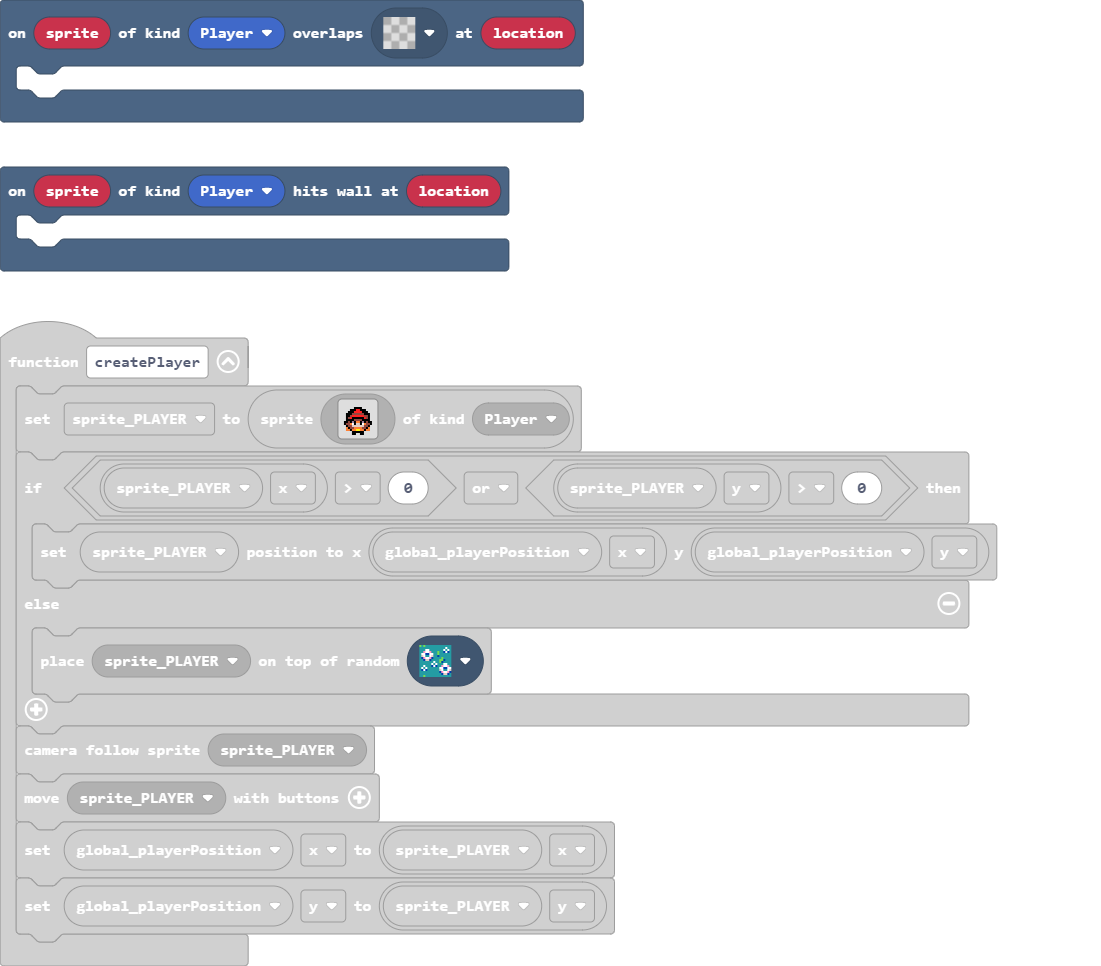 on sprite of kind Player overlaps at location
on sprite of kind Player hits wall at location
function createPlayer
set sprite_PLAYER to sprite of kind Player
if sprite_PLAYER x > 0 or sprite_PLAYER y > 0 then
set sprite_PLAYER position to x global_playerPosition x y global_playerPosition y
else
place sprite_PLAYER on top of random
camera follow sprite sprite_PLAYER
move sprite_PLAYER with buttons
set global_playerPosition x to sprite_PLAYER x
set global_playerPosition y to sprite_PLAYER y